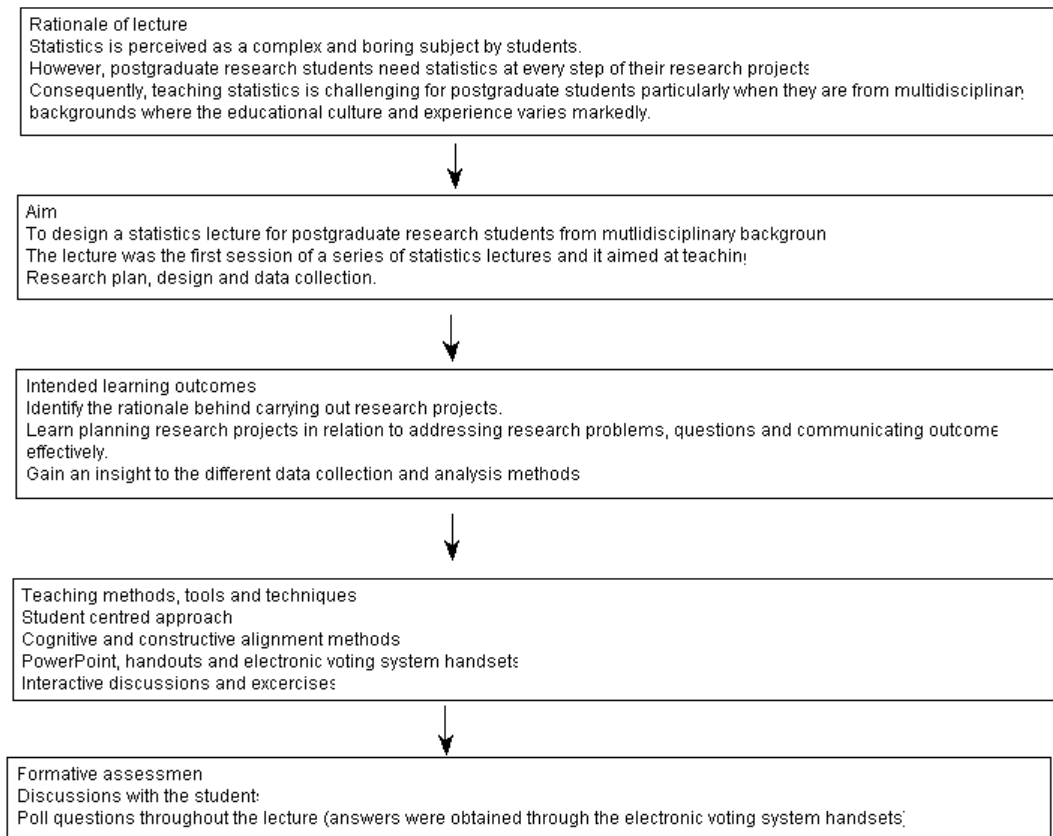 Rationale of lecture
Statistics is perceived as a complex and boring subject by students.
However, postgraduate research students need statistics at every step of their research projects
Consequently, teaching statistics is challenging for postgraduate students particularly when they are from multidisciplinary
backgrounds where the educational culture and experience varies markedly.
Aim
To design a statistics lecture for postgraduate research students from mutlidisciplinary backgroun
The lecture was the first session of a series of statistics lectures and it aimed at teaching
Research plan, design and data collection.
Intended learning outcomes
Identify the rationale behind carrying out research projects.
Learn planning research projects in relation to addressing research problems, questions and communicating outcome
effectively.
Gain an insight to the different data collection and analysis methods
Teaching methods, tools and techniques
Student centred approach
Cognitive and constructive alignment methods
PowerPoint, handouts and electronic voting system handsets
Interactive discussions and excercises
Formative assessmen
Discussions with the students
Poll questions throughout the lecture (answers were obtained through the electronic voting system handsets)